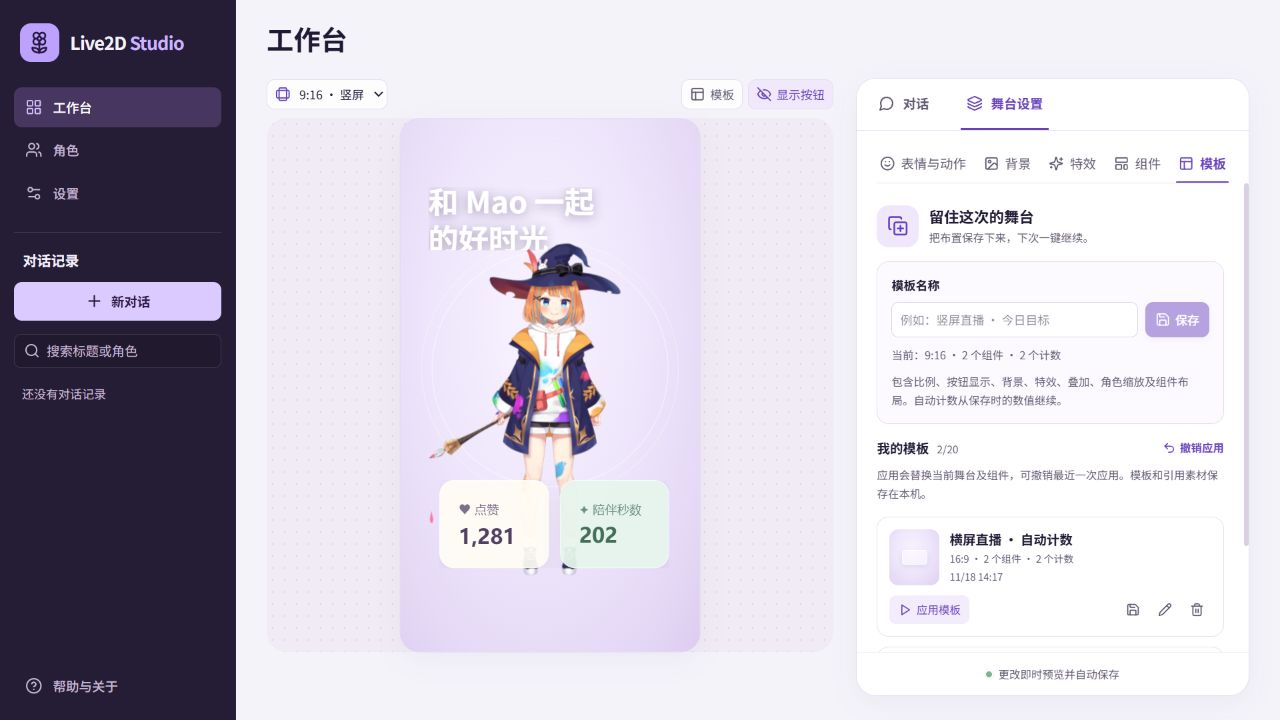 Live2D Studio
工作台
角色
设置
对话记录
新对话
搜索标题或角色
还没有对话记录
帮助与关于
工作台
9:16 · 竖屏
模板
显示按钮
和 Mao 一起
的好时光
♥ 点赞
1,281
✦ 陪伴秒数
202
对话
舞台设置
表情与动作
背景
特效
组件
模板
留住这次的舞台
把布置保存下来，下次一键继续。
模板名称
例如：竖屏直播 · 今日目标
保存
当前：9:16 · 2 个组件 · 2 个计数
包含比例、按钮显示、背景、特效、叠加、角色缩放及组件布
局。自动计数从保存时的数值继续。
我的模板 2/20
撤销应用
应用会替换当前舞台及组件，可撤销最近一次应用。模板和引用素材保
存在本机。
横屏直播 · 自动计数
16:9 · 2 个组件 · 2 个计数
11/18 14:17
应用模板
更改即时预览并自动保存